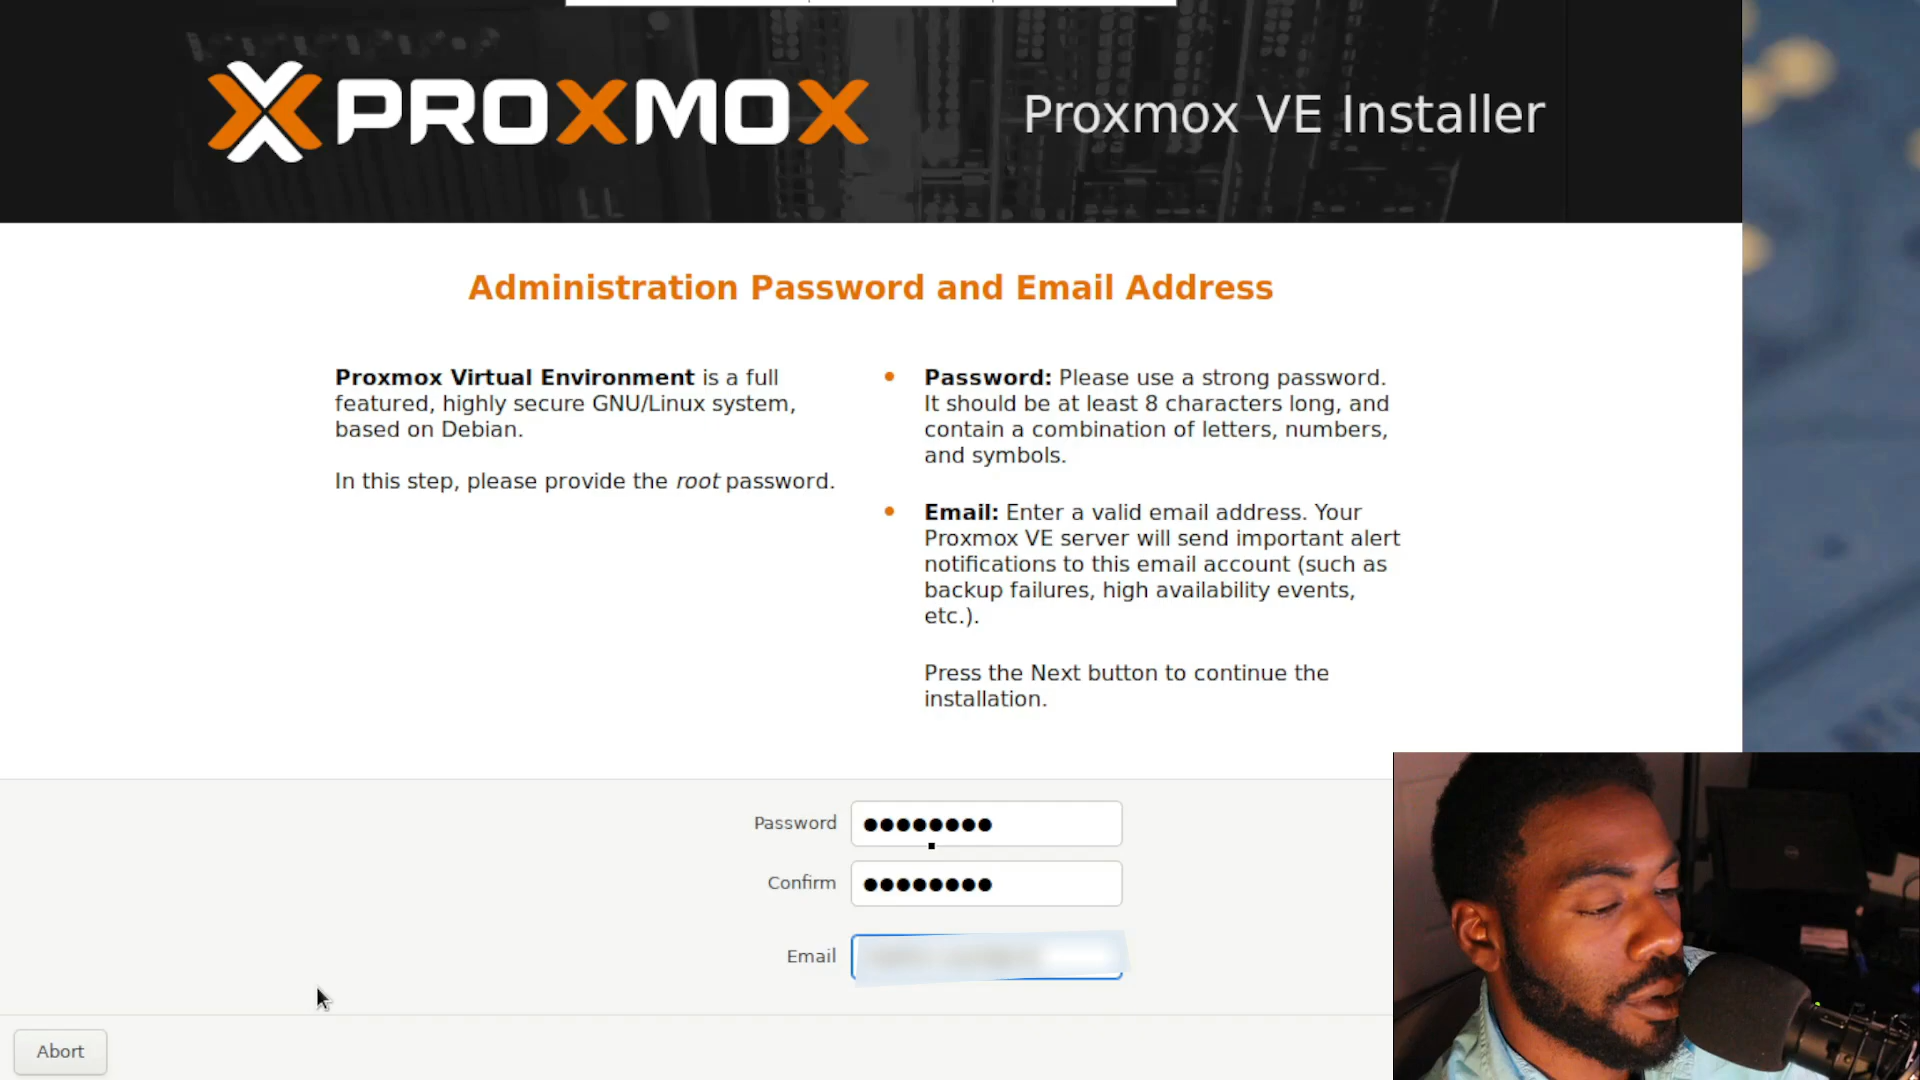 PROXMOX
Proxmox VE Installer
Administration Password and Email Address
Proxmox Virtual Environment is a full
featured, highly secure GNU/Linux system,
based on Debian.
In this step, please provide the root password.
Password: Please use a strong password.
It should be at least 8 characters long, and
contain a combination of letters, numbers,
and symbols.
Email: Enter a valid email address. Your
Proxmox VE server will send important alert
notifications to this email account (such as
backup failures, high availability events,
etc.).
Press the Next button to continue the
installation.
Password ●●●●●●●●
Confirm ●●●●●●●●
Email
Abort